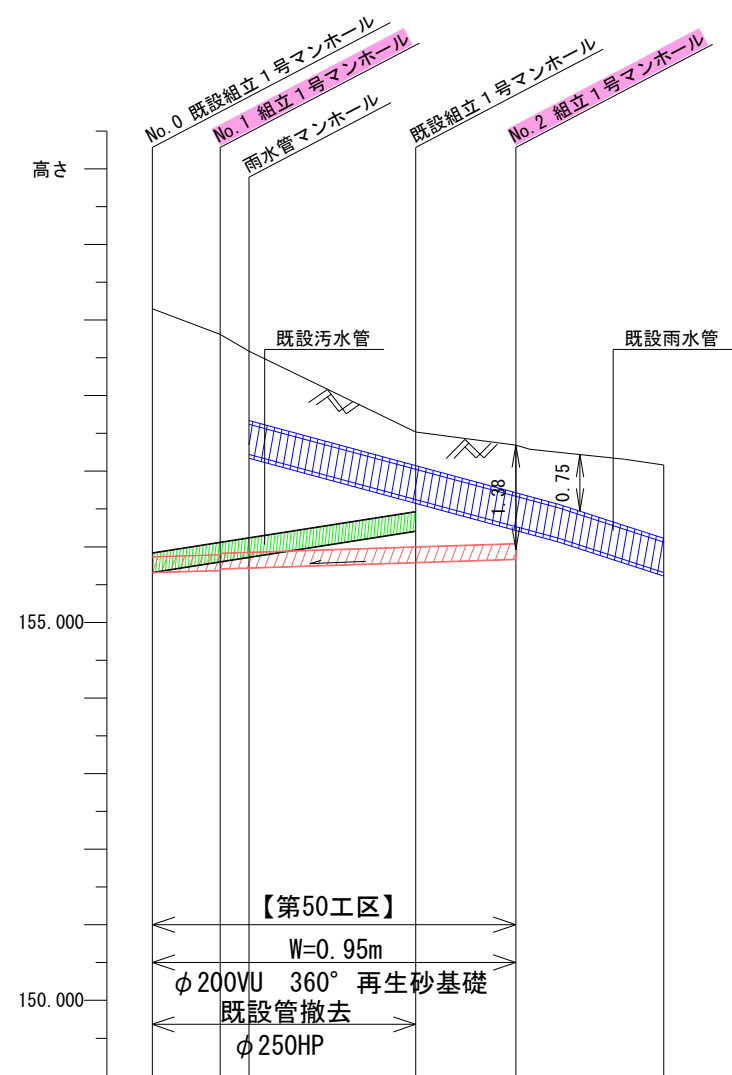 No.0 既設組立１号マンホール
No.1 組立１号マンホール
雨水管マンホール
既設組立１号マンホール
No.2 組立１号マンホール
高さ
既設汚水管
既設雨水管
1.38
0.75
155.000
【第50工区】
W=0.95m
φ200VU 360° 再生砂基礎
150.000
既設管撤去
φ250HP